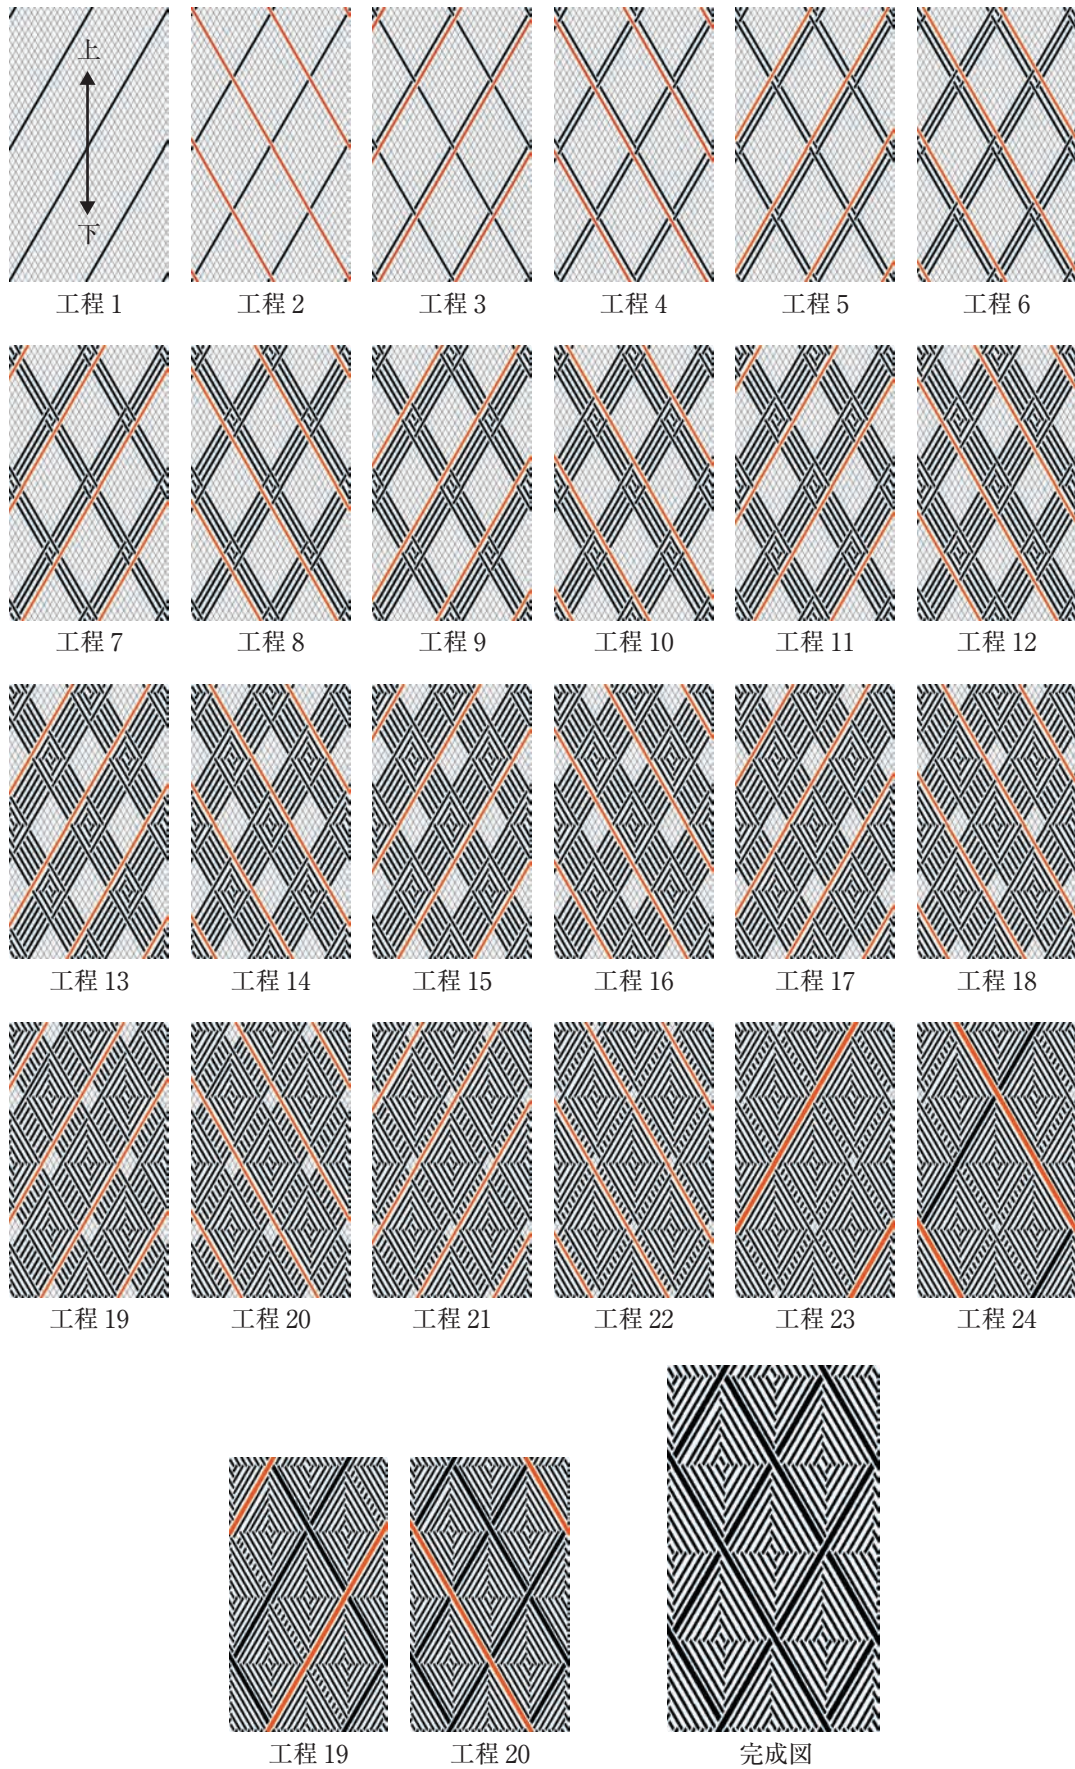 上
下
工程 1
工程 2
工程 3
工程 4
工程 5
工程 6
工程 7
工程 8
工程 9
工程 10
工程 11
工程 12
工程 13
工程 14
工程 15
工程 16
工程 17
工程 18
工程 19
工程 20
工程 21
工程 22
工程 23
工程 24
工程 19
工程 20
完成図